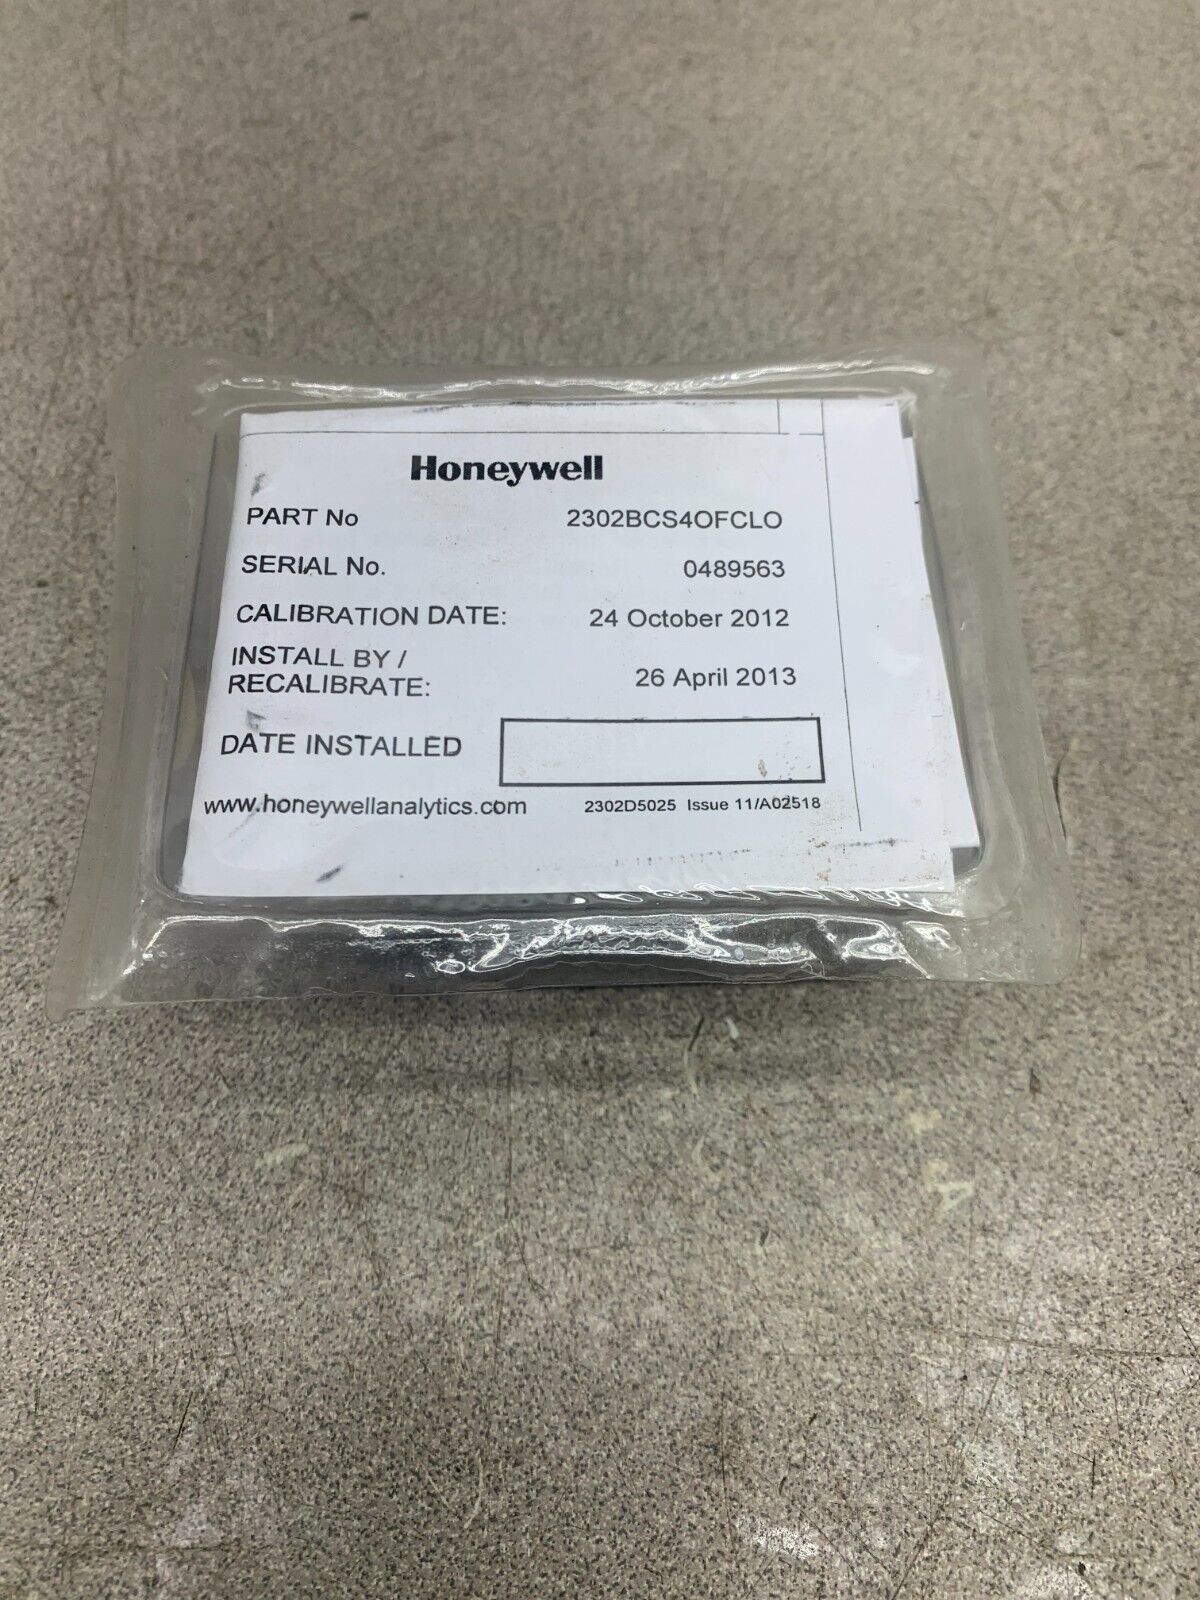 Honeywell
PART No 2302BCS4OFCLO
SERIAL No. 0489563
CALIBRATION DATE: 24 October 2012
INSTALL BY /
RECALIBRATE: 26 April 2013
DATE INSTALLED
www.honeywellanalytics.com 2302D5025 Issue 11/A02518